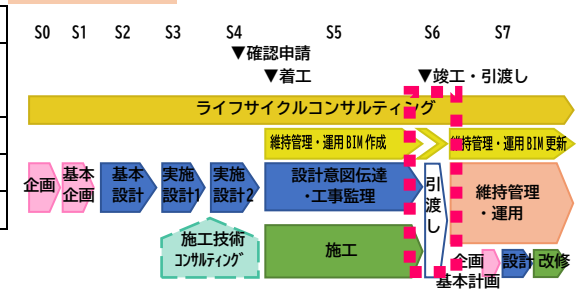 S0 S1 S2 S3 S4 S5 S6 S7
▼確認申請
▼着工 ▼竣工・引渡し
ライフサイクルコンサルティング
維持管理・運用BIM作成 維持管理・運用BIM更新
企画
基本
企画
基本
設計
実施
設計1
実施
設計2
設計意図伝達
・工事監理
引
渡
し
維持管理
・運用
施工技術
コンサルティング
施工
企画 設計 改修
基本計画